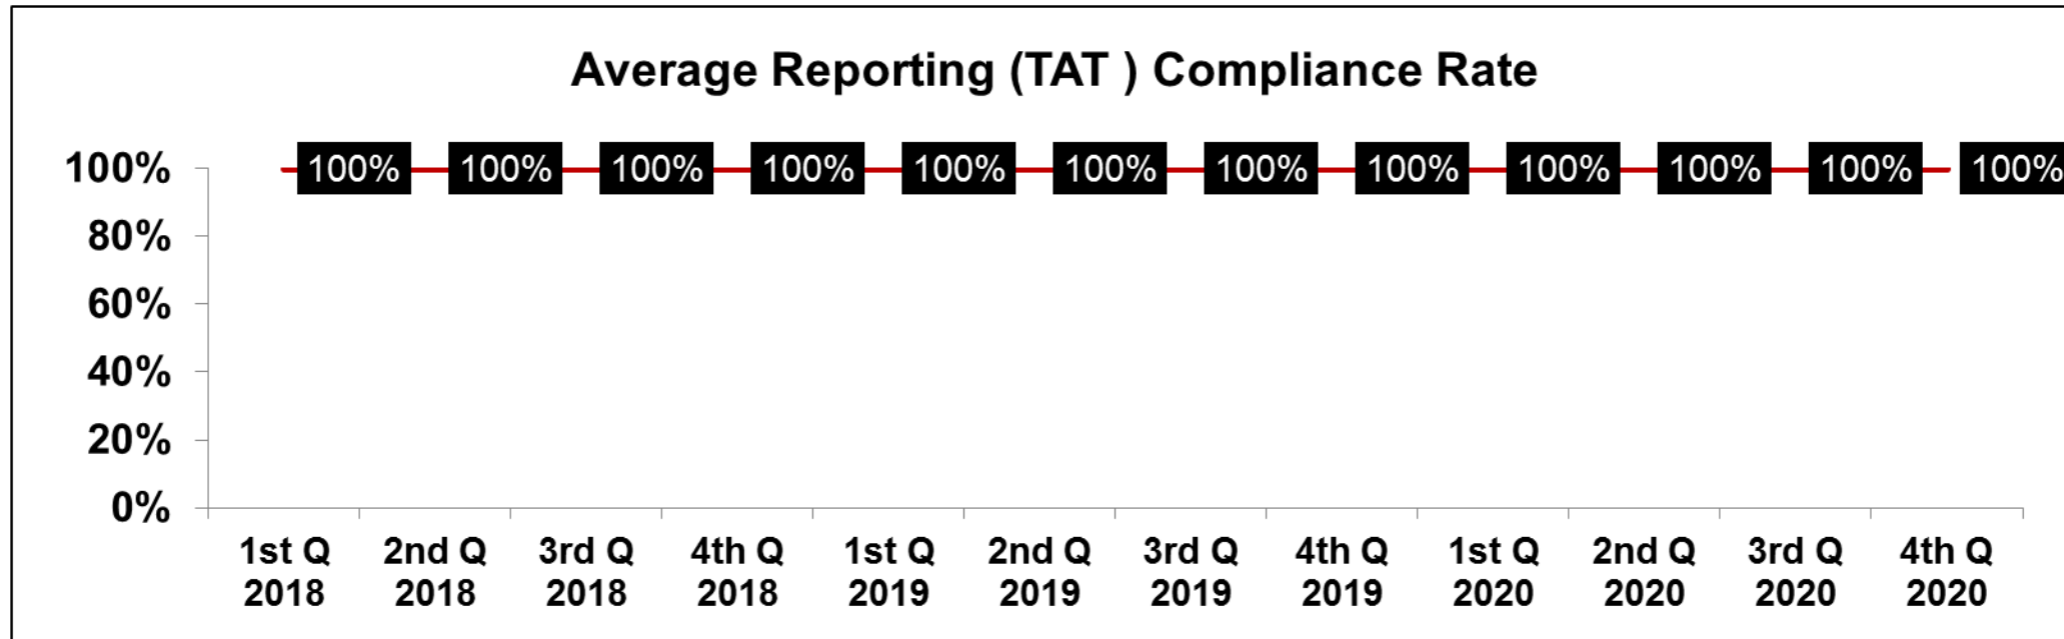 Average Reporting (TAT ) Compliance Rate
100% 100% 100% 100% 100% 100% 100% 100% 100% 100% 100% 100% 100%
80%
60%
40%
20%
0%
1st Q 2nd Q 3rd Q 4th Q 1st Q 2nd Q 3rd Q 4th Q 1st Q 2nd Q 3rd Q 4th Q
2018 2018 2018 2018 2019 2019 2019 2019 2020 2020 2020 2020